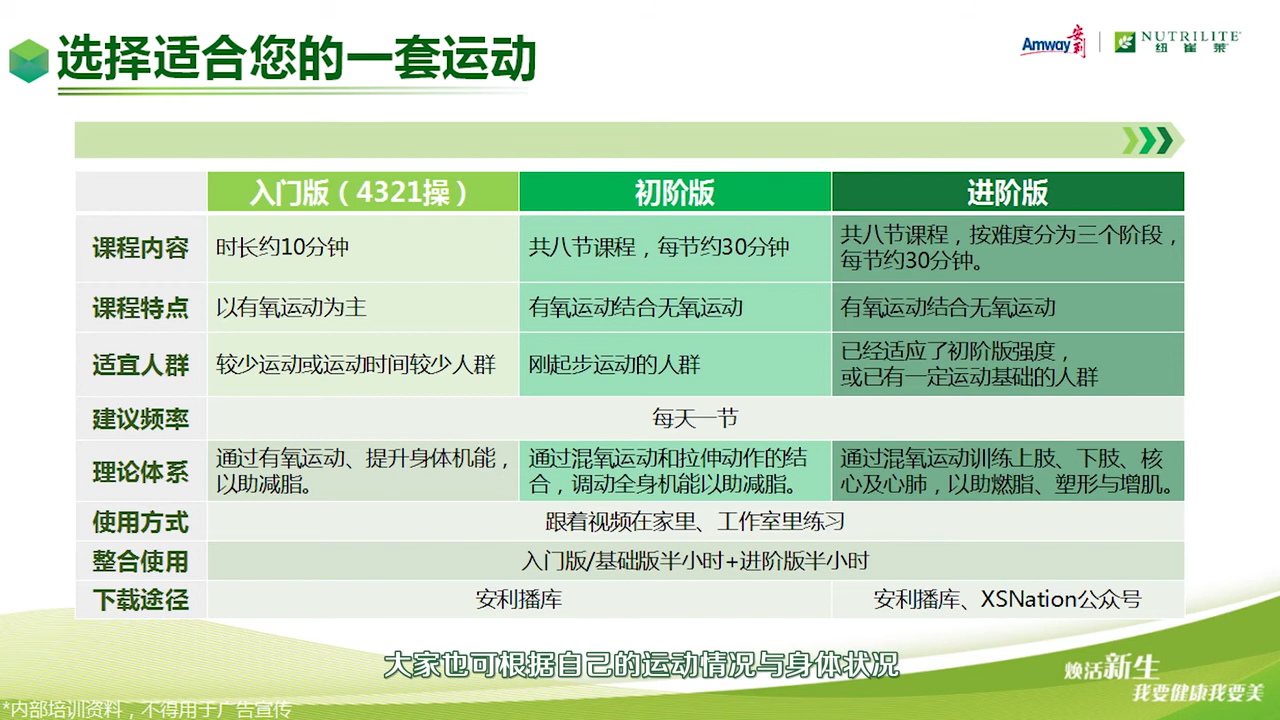 选择适合您的一套运动
Amway 安利
NUTRILITE
纽崔莱
入门版（4321操） 初阶版 进阶版
课程内容 时长约10分钟 共八节课程，每节约30分钟 共八节课程，按难度分为三个阶段，
每节约30分钟。
课程特点 以有氧运动为主 有氧运动结合无氧运动 有氧运动结合无氧运动
适宜人群 较少运动或运动时间较少人群 刚起步运动的人群 已经适应了初阶版强度，
或已有一定运动基础的人群
建议频率 每天一节
理论体系 通过有氧运动、提升身体机能，
以助减脂。
通过混氧运动和拉伸动作的结
合，调动全身机能以助减脂。
通过混氧运动训练上肢、下肢、核
心及心肺，以助燃脂、塑形与增肌。
使用方式 跟着视频在家里、工作室里练习
整合使用 入门版/基础版半小时+进阶版半小时
下载途径 安利播库 安利播库、XSNation公众号
大家也可根据自己的运动情况与身体状况
焕活新生
我要健康我要美
*内部培训资料，不得用于广告宣传